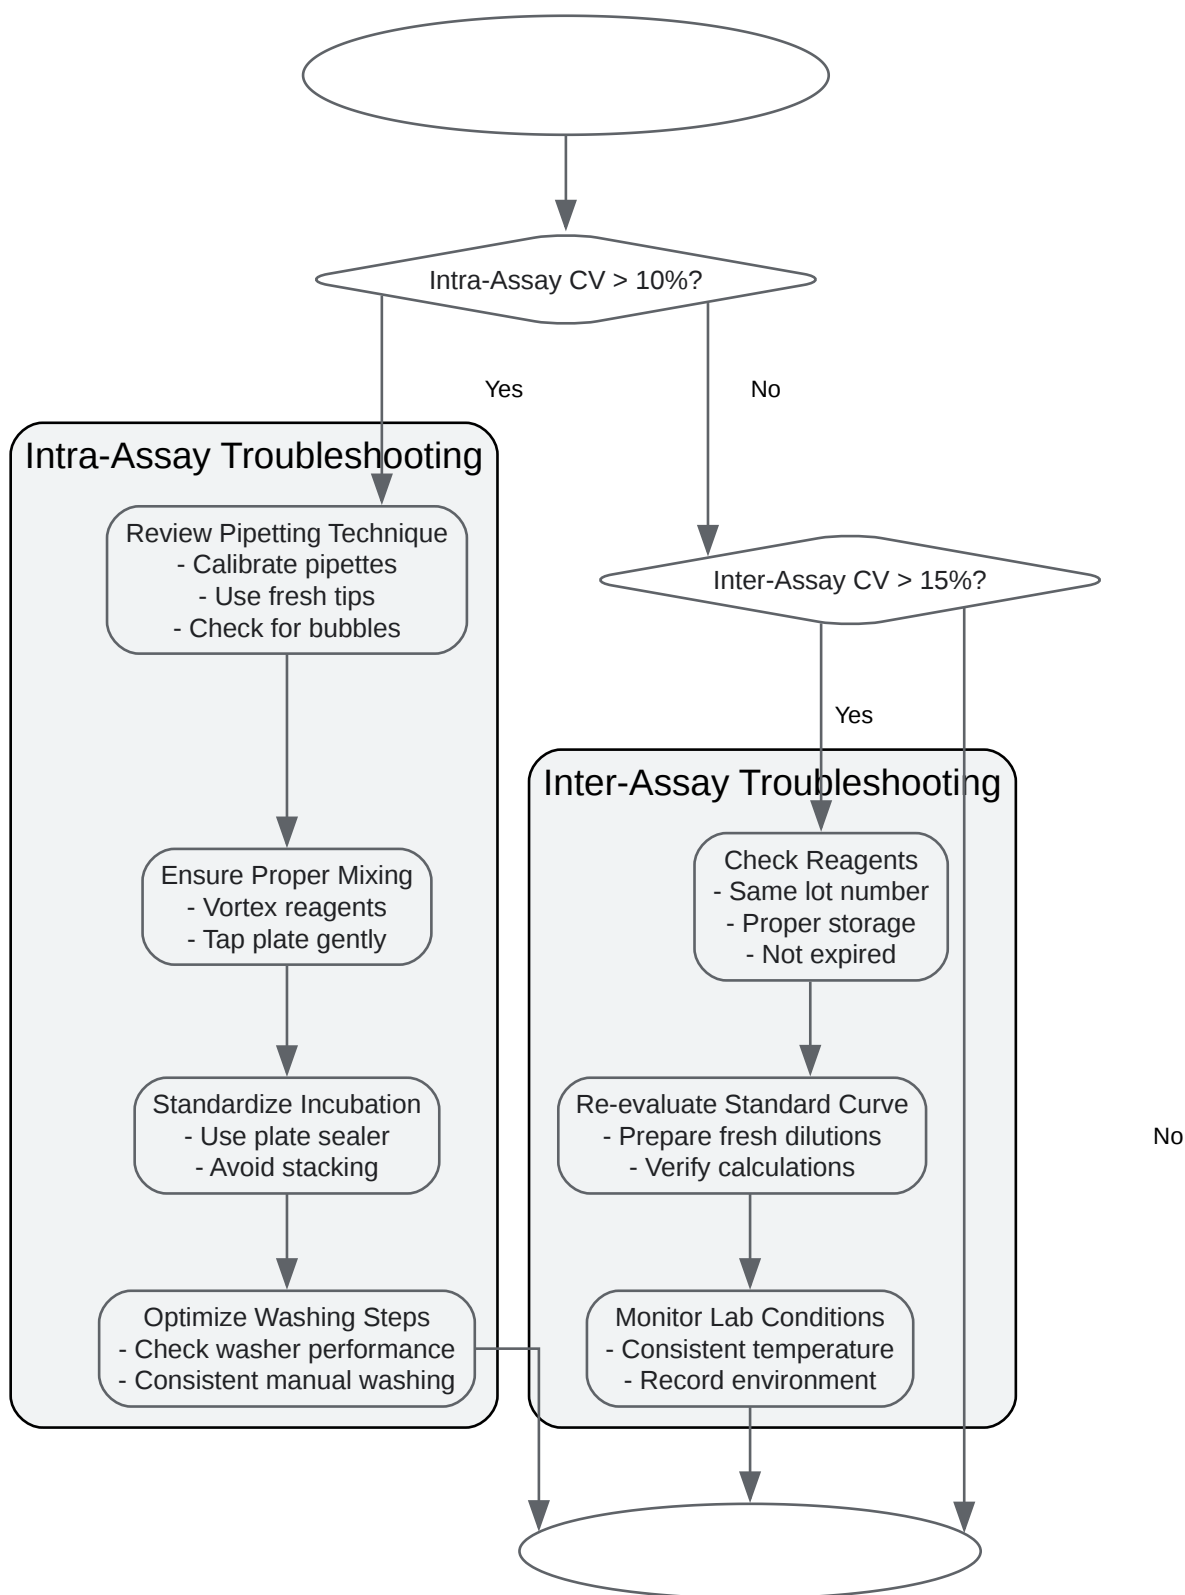 Intra-Assay CV > 10%?
Yes
No
Intra-Assay Troubleshooting
Review Pipetting Technique
- Calibrate pipettes
- Use fresh tips
- Check for bubbles
Ensure Proper Mixing
- Vortex reagents
- Tap plate gently
Standardize Incubation
- Use plate sealer
- Avoid stacking
Optimize Washing Steps
- Check washer performance
- Consistent manual washing
Inter-Assay CV > 15%?
Yes
Inter-Assay Troubleshooting
Check Reagents
- Same lot number
- Proper storage
- Not expired
Re-evaluate Standard Curve
- Prepare fresh dilutions
- Verify calculations
Monitor Lab Conditions
- Consistent temperature
- Record environment
No